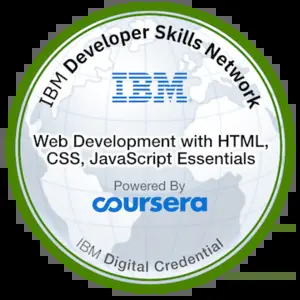 IBM Developer Skills Network
IBM
Web Development with HTML,
CSS, JavaScript Essentials
Powered By
coursera
IBM Digital Credential